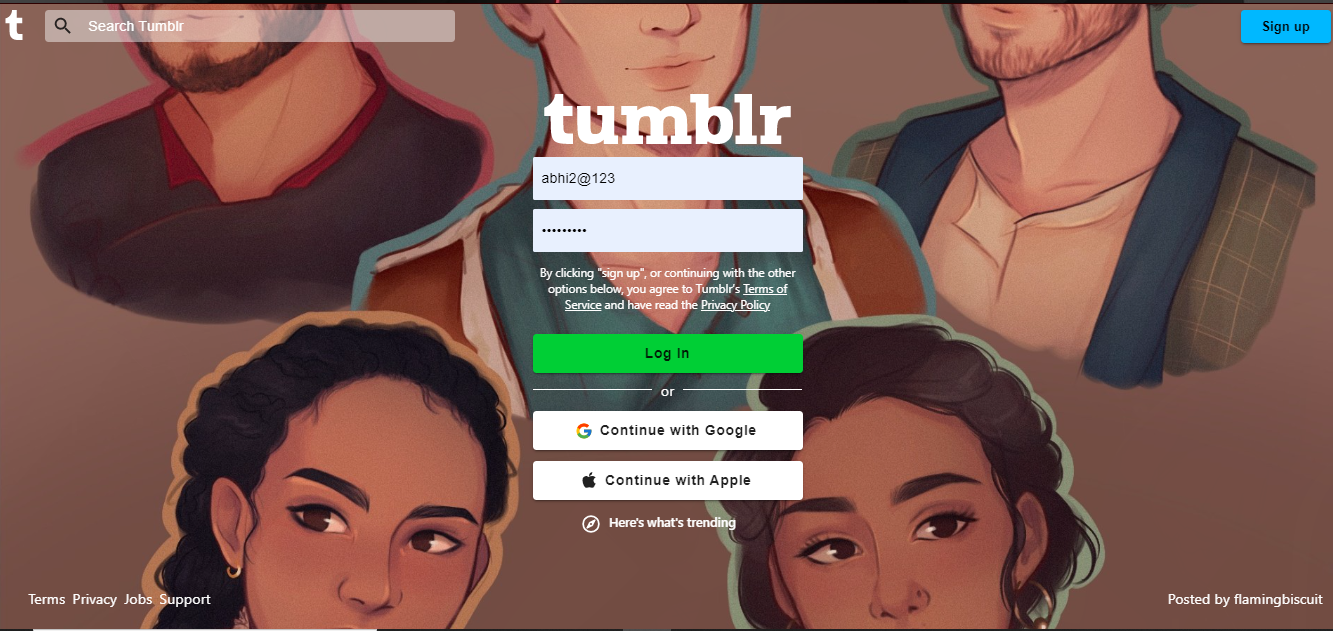 t
Search Tumblr
Sign up
tumblr
abhi2@123
•••••••••
By clicking "sign up", or continuing with the other
options below, you agree to Tumblr's Terms of
Service and have read the Privacy Policy
Log In
or
Continue with Google
Continue with Apple
Here's what's trending
Terms Privacy Jobs Support
Posted by flamingbiscuit